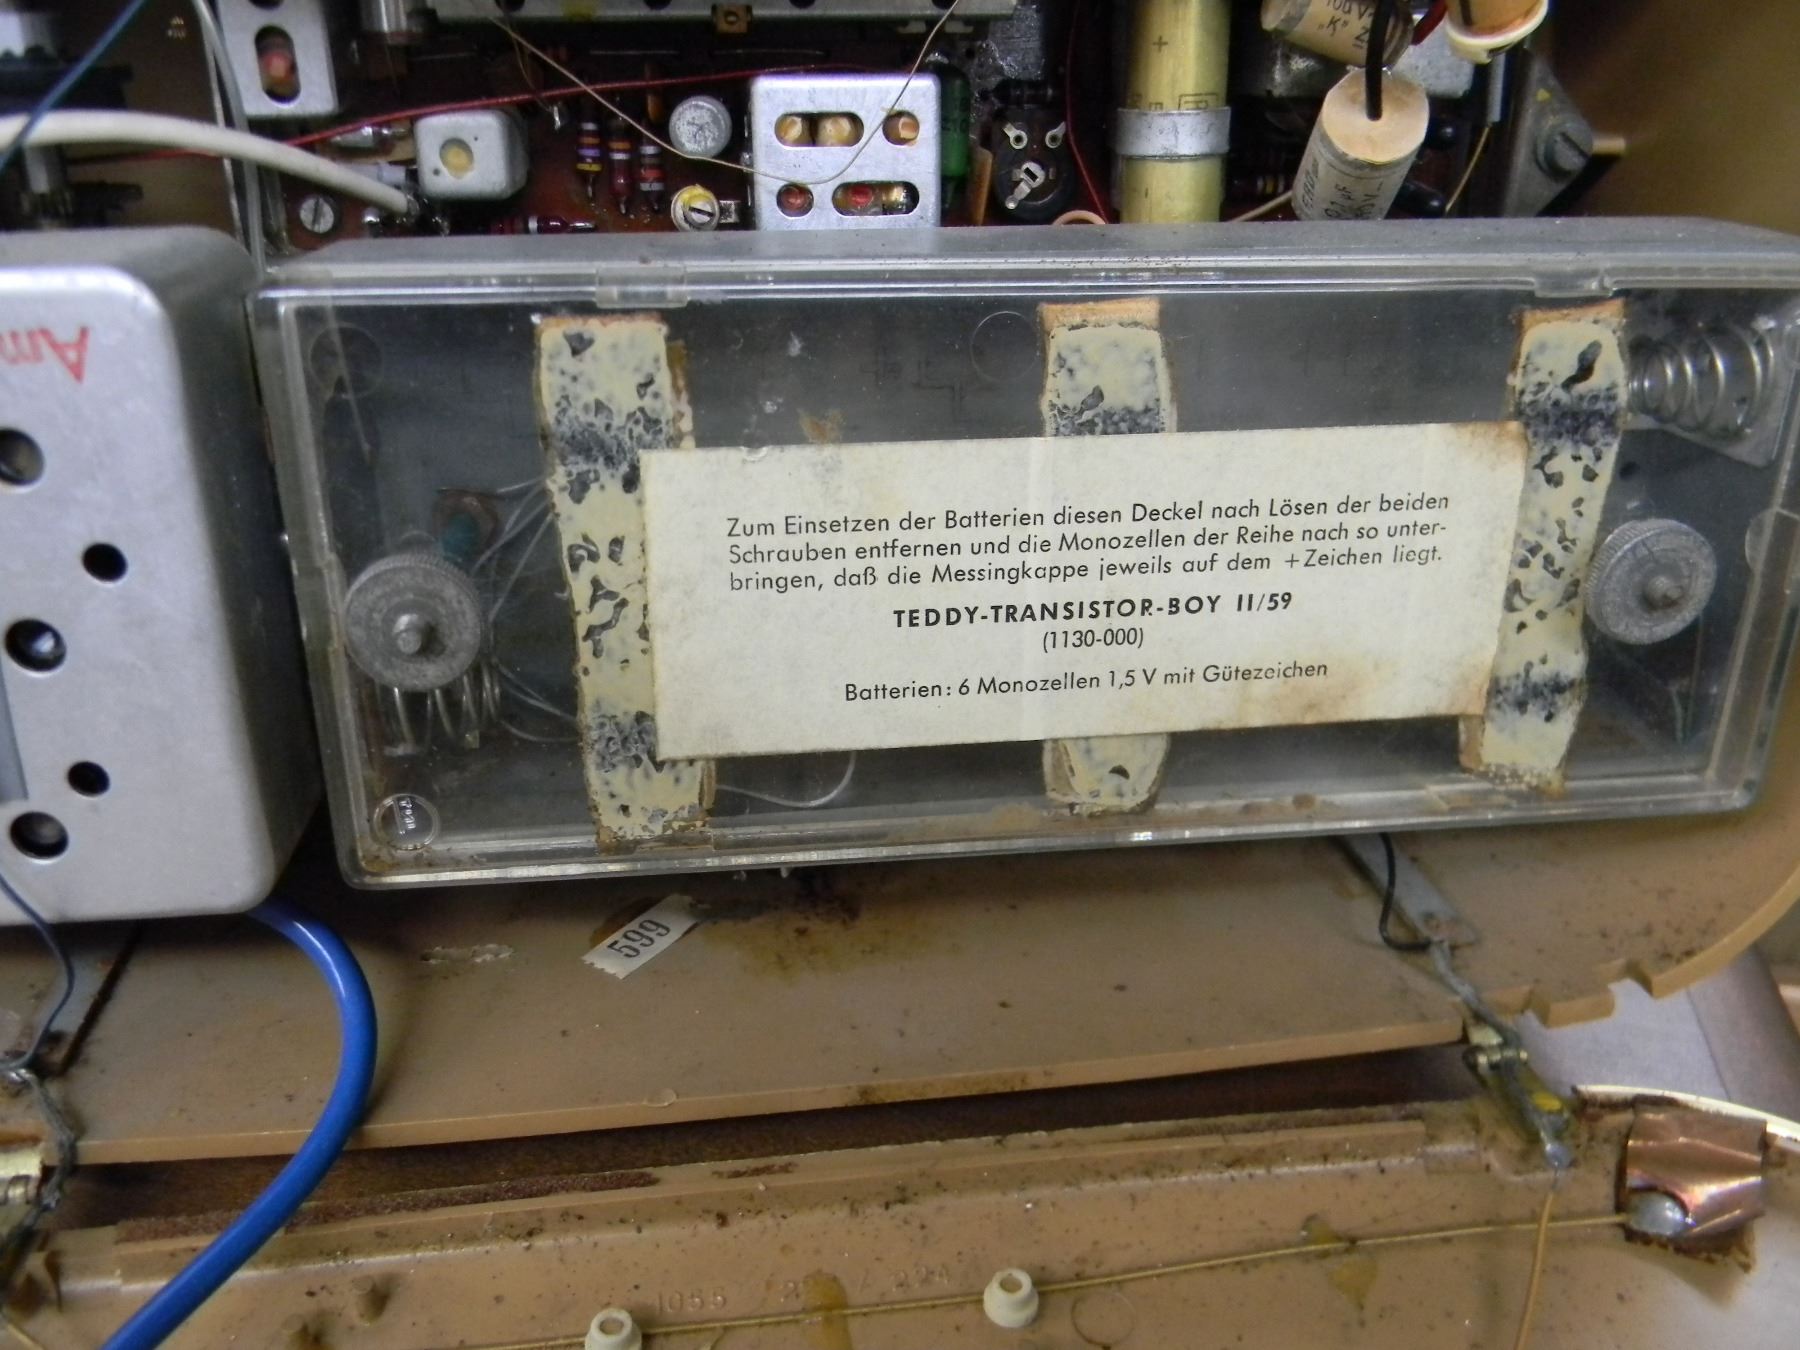 "K"
Am
Zum Einsetzen der Batterien diesen Deckel nach Lösen der beiden
Schrauben entfernen und die Monozellen der Reihe nach so unter-
bringen, daß die Messingkappe jeweils auf dem +Zeichen liegt.
TEDDY-TRANSISTOR-BOY II/59
(1130-000)
Batterien: 6 Monozellen 1,5 V mit Gütezeichen
599
1055